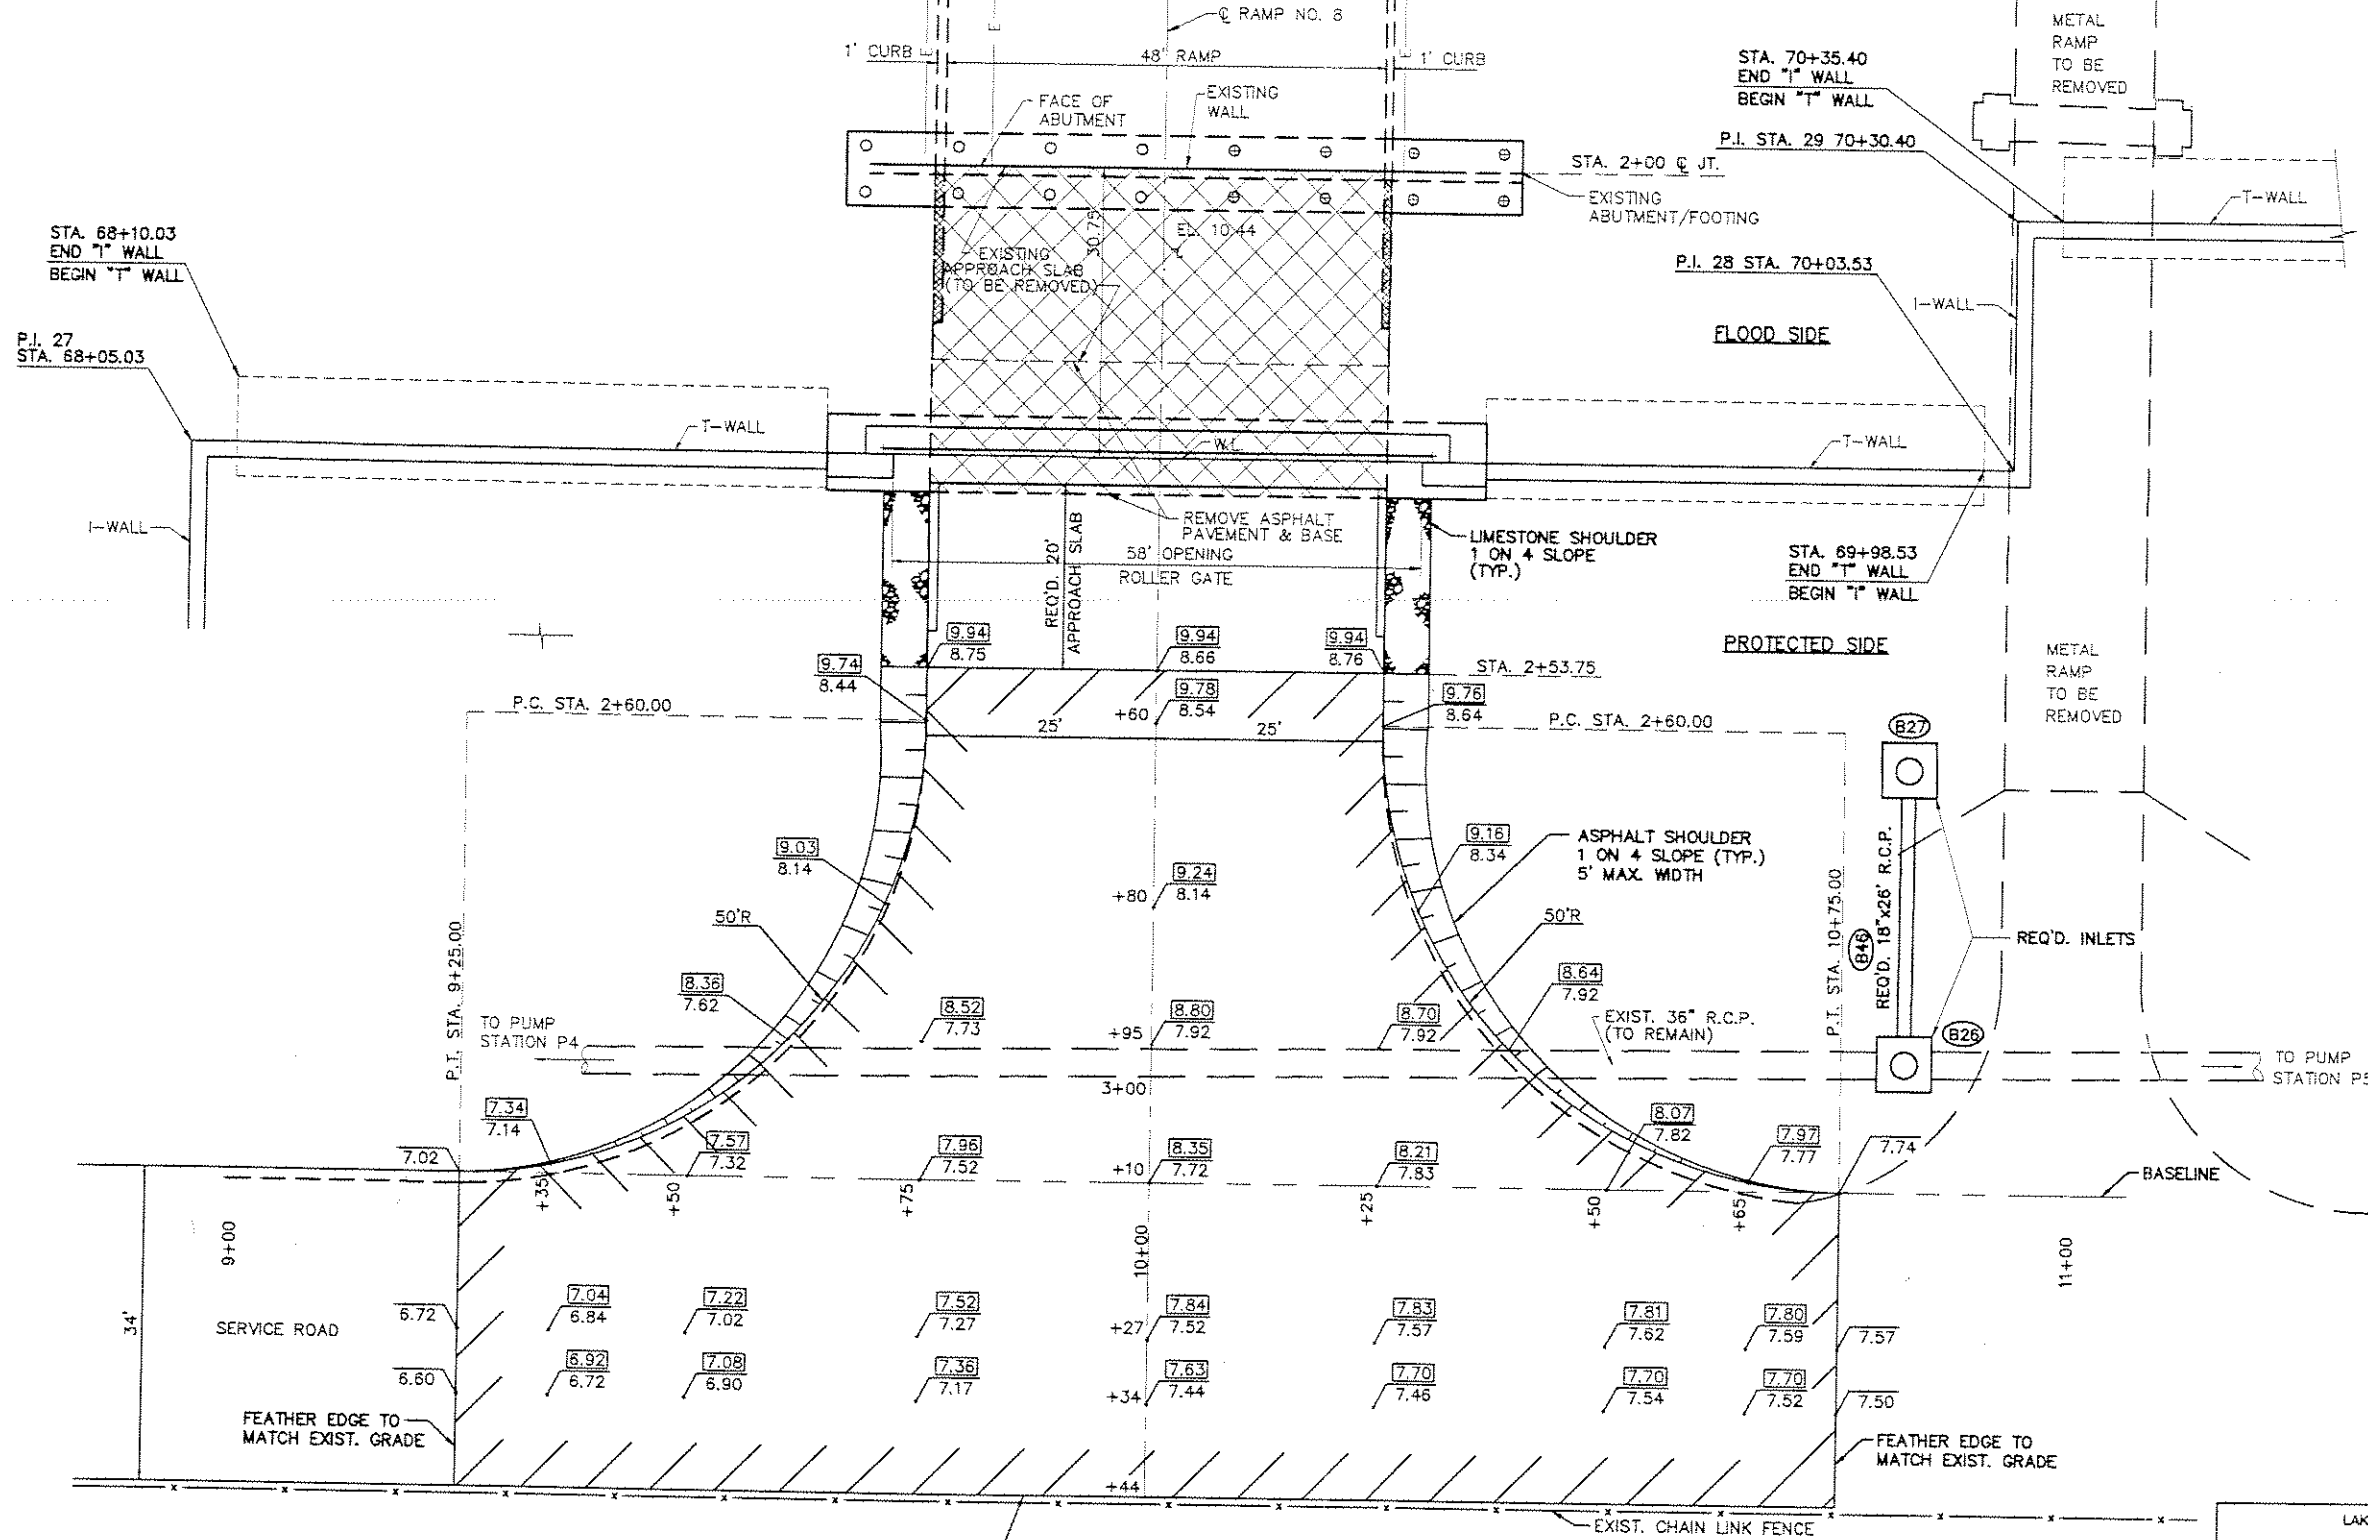 ℄ RAMP NO. 8
1' CURB
48' RAMP
1' CURB
E
E
E
FACE OF
ABUTMENT
EXISTING
WALL
STA. 70+35.40
END "I" WALL
BEGIN "T" WALL
METAL
RAMP
TO BE
REMOVED
P.I. STA. 29 70+30.40
STA. 2+00 ℄ JT.
EXISTING
ABUTMENT/FOOTING
T-WALL
STA. 68+10.03
END "I" WALL
BEGIN "T" WALL
30.75
EL. 10.44
EXISTING
APPROACH SLAB
(TO BE REMOVED)
P.I. 28 STA. 70+03.53
I-WALL
FLOOD SIDE
P.I. 27
STA. 68+05.03
T-WALL
W.L.
T-WALL
I-WALL
REMOVE ASPHALT
PAVEMENT & BASE
58' OPENING
ROLLER GATE
REQ'D. 20'
APPROACH SLAB
LIMESTONE SHOULDER
1 ON 4 SLOPE
(TYP.)
STA. 69+98.53
END "T" WALL
BEGIN "I" WALL
9.94
8.75
9.94
8.66
9.94
8.76
PROTECTED SIDE
METAL
RAMP
TO BE
REMOVED
9.74
8.44
STA. 2+53.75
P.C. STA. 2+60.00
+60
9.78
8.54
9.76
8.64
P.C. STA. 2+60.00
25'
25'
B27
9.03
8.14
9.16
8.34
ASPHALT SHOULDER
1 ON 4 SLOPE (TYP.)
5' MAX. WIDTH
+80
9.24
8.14
50'R
50'R
P.T. STA. 9+25.00
P.T. STA. 10+75.00
B46
REQ'D. 18"x26' R.C.P.
REQ'D. INLETS
8.36
7.62
8.52
7.73
+95
8.80
7.92
8.70
7.92
8.64
7.92
TO PUMP
STATION P4
EXIST. 36" R.C.P.
(TO REMAIN)
B26
TO PUMP
STATION P5
3+00
7.34
7.14
7.02
7.57
7.32
7.96
7.52
+10
8.35
7.72
8.21
7.83
8.07
7.82
7.97
7.77
7.74
BASELINE
+35
+50
+75
+25
+50
+65
9+00
10+00
11+00
34'
SERVICE ROAD
6.72
7.04
6.84
7.22
7.02
7.52
7.27
+27
7.84
7.52
7.83
7.57
7.81
7.62
7.80
7.59
7.57
6.60
6.92
6.72
7.08
6.90
7.36
7.17
+34
7.63
7.44
7.70
7.46
7.70
7.54
7.70
7.52
7.50
FEATHER EDGE TO
MATCH EXIST. GRADE
FEATHER EDGE TO
MATCH EXIST. GRADE
+44
EXIST. CHAIN LINK FENCE
LAK